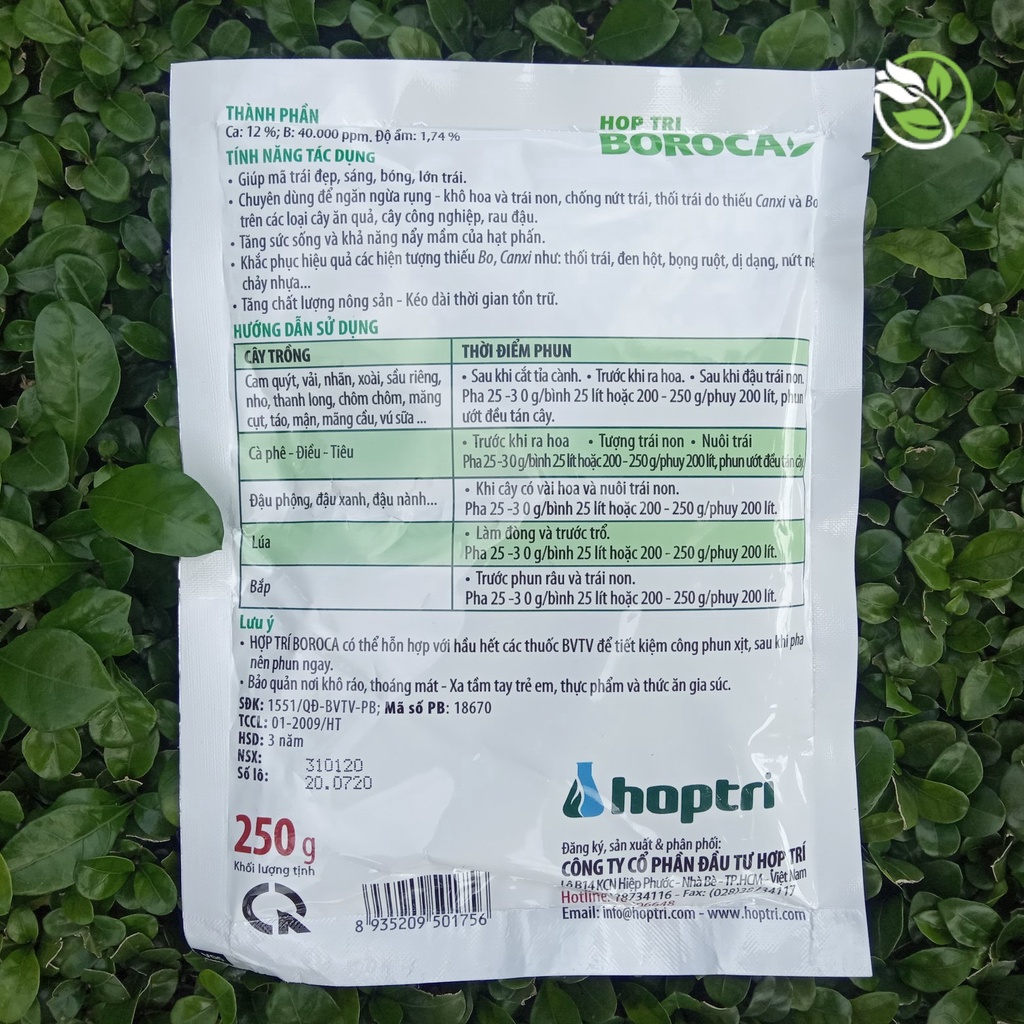 THÀNH PHẦN
Ca: 12 %; B: 40.000 ppm. Độ ẩm: 1,74 %
HOP TRI
BOROCA
TÍNH NĂNG TÁC DỤNG
• Giúp mã trái đẹp, sáng, bóng, lớn trái.
• Chuyên dùng để ngăn ngừa rụng - khô hoa và trái non, chống nứt trái, thối trái do thiếu Canxi và Bo
trên các loại cây ăn quả, cây công nghiệp, rau đậu.
• Tăng sức sống và khả năng nẩy mầm của hạt phấn.
• Khắc phục hiệu quả các hiện tượng thiếu Bo, Canxi như: thối trái, đen hột, bọng ruột, dị dạng, nứt
chảy nhựa...
• Tăng chất lượng nông sản - Kéo dài thời gian tồn trữ.
HƯỚNG DẪN SỬ DỤNG
CÂY TRỒNG
THỜI ĐIỂM PHUN
Cam quýt, vải, nhãn, xoài, sầu riêng,
nho, thanh long, chôm chôm, măng
cụt, táo, mận, mãng cầu, vú sữa ...
• Sau khi cắt tỉa cành. • Trước khi ra hoa. • Sau khi đậu trái non.
Pha 25 -3 0 g/bình 25 lít hoặc 200 - 250 g/phuy 200 lít, phun
ướt đều tán cây.
Cà phê - Điều - Tiêu
• Trước khi ra hoa • Tượng trái non • Nuôi trái
Pha 25 -30 g/bình 25 lít hoặc 200 - 250 g/phuy 200 lít, phun ướt đều tán cây
Đậu phộng, đậu xanh, đậu nành...
• Khi cây có vài hoa và nuôi trái non.
Pha 25 -3 0 g/bình 25 lít hoặc 200 - 250 g/phuy 200 lít.
Lúa
• Làm đòng và trước trổ.
Pha 25 -3 0 g/bình 25 lít hoặc 200 - 250 g/phuy 200 lít.
Bắp
• Trước phun râu và trái non.
Pha 25 -3 0 g/bình 25 lít hoặc 200 - 250 g/phuy 200 lít.
Lưu ý
• HỢP TRÍ BOROCA có thể hỗn hợp với hầu hết các thuốc BVTV để tiết kiệm công phun xịt, sau khi pha
nên phun ngay.
• Bảo quản nơi khô ráo, thoáng mát - Xa tầm tay trẻ em, thực phẩm và thức ăn gia súc.
SĐK: 1551/QĐ-BVTV-PB; Mã số PB: 18670
TCCL: 01-2009/HT
HSD: 3 năm
NSX: 310120
Số lô: 20.0720
hoptri
250 g
Khối lượng tịnh
Đăng ký, sản xuất & phân phối:
CÔNG TY CỔ PHẦN ĐẦU TƯ HỢP TRÍ
B14 KCN Hiệp Phước - Nhà Bè - TP.HCM - Việt Nam
Hotline: 18734116 - Fax: (028)38734117
8 935209 501756
Email: info@hoptri.com - www.hoptri.com